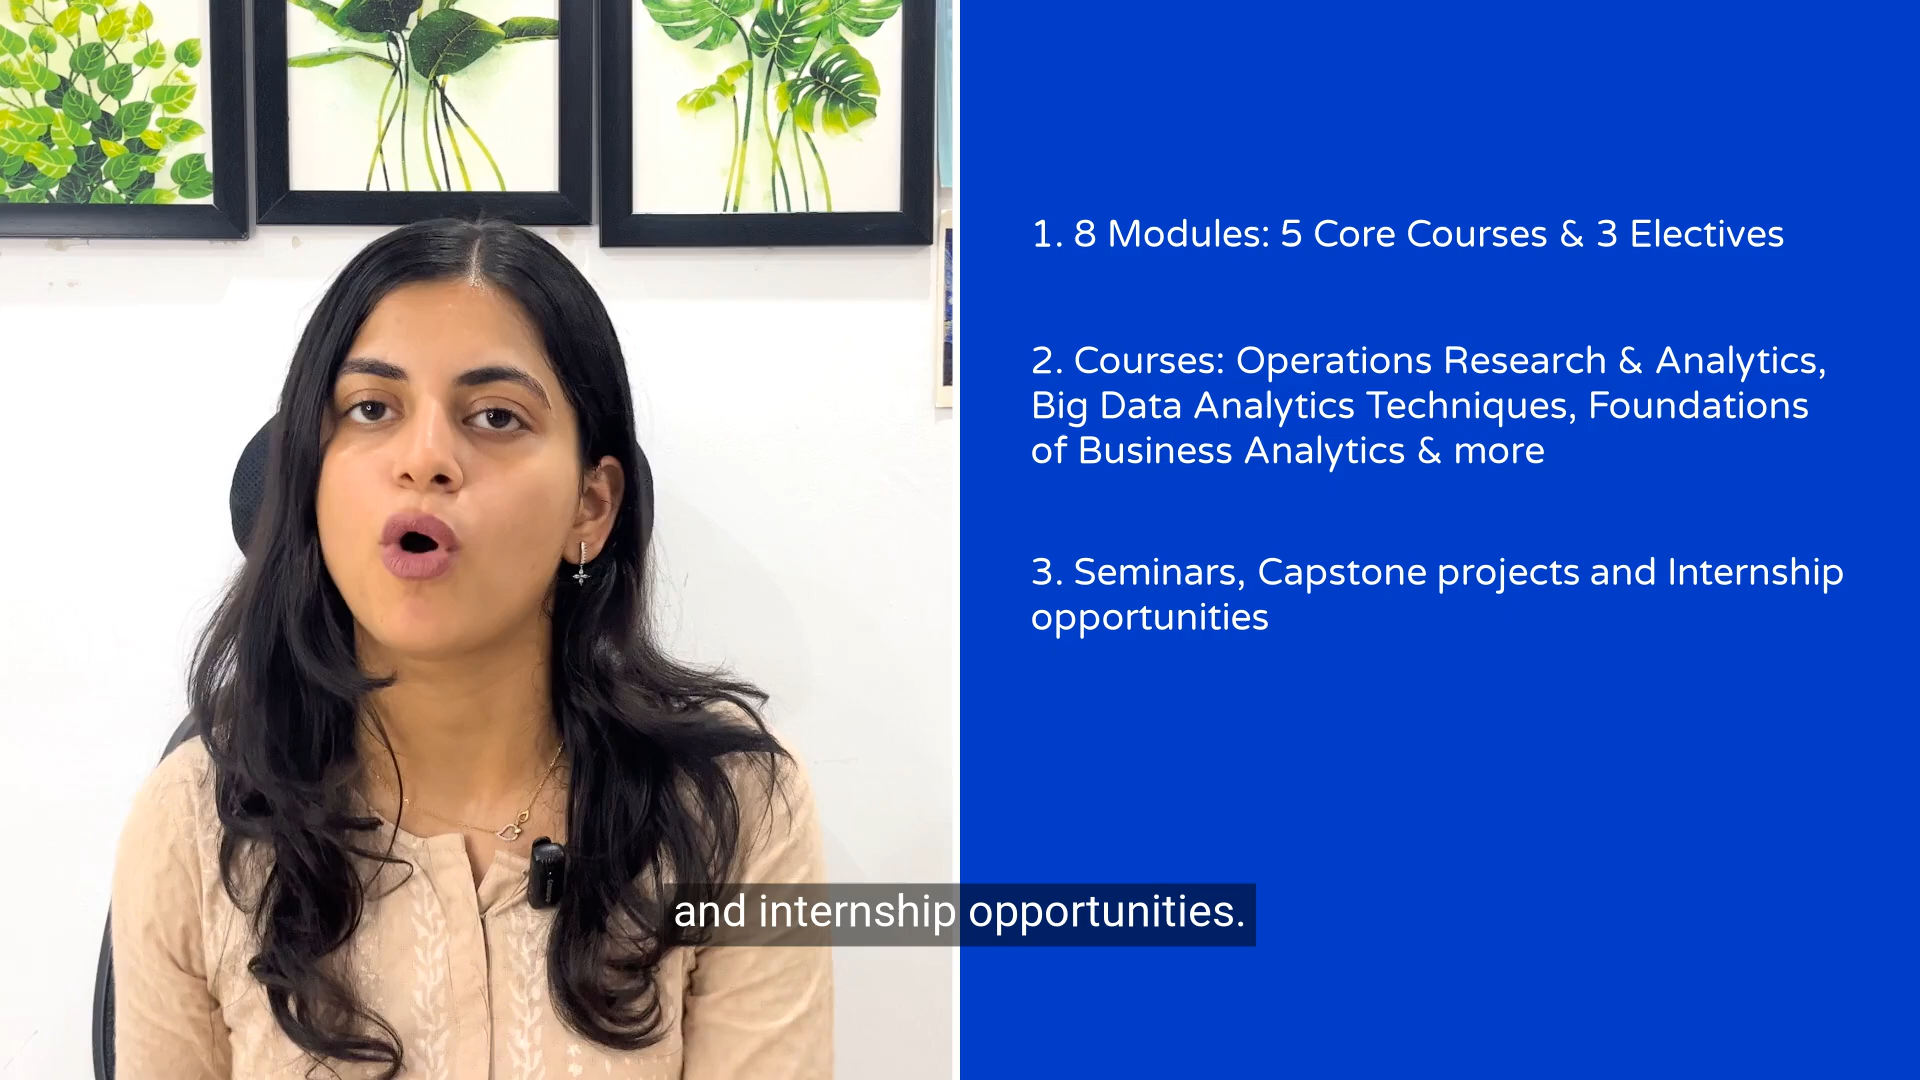 1. 8 Modules: 5 Core Courses & 3 Electives
2. Courses: Operations Research & Analytics,
Big Data Analytics Techniques, Foundations
of Business Analytics & more
3. Seminars, Capstone projects and Internship
opportunities
and internship opportunities.